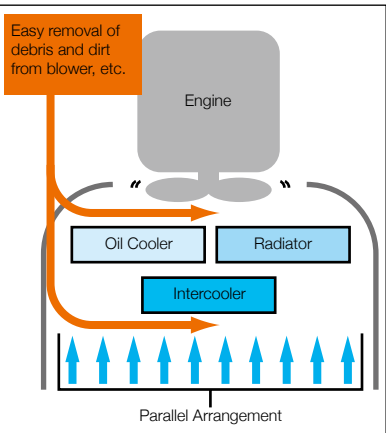 Easy removal of
debris and dirt
from blower, etc.
Engine
Oil Cooler
Radiator
Intercooler
Parallel Arrangement